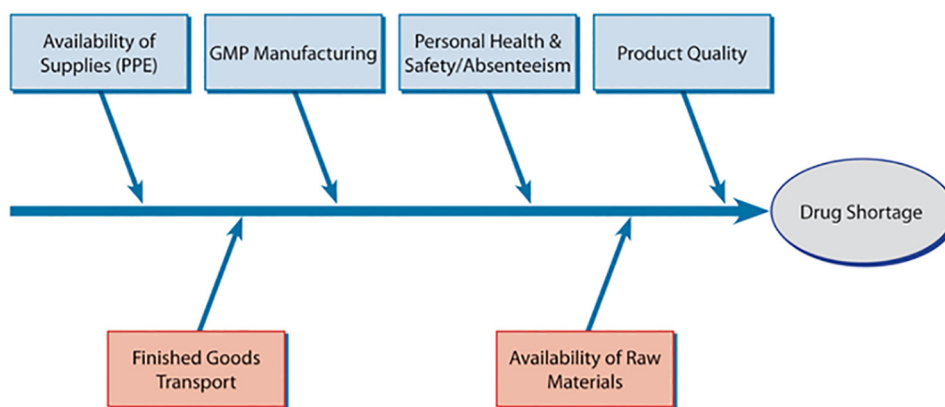 Availability of
Supplies (PPE)
GMP Manufacturing
Personal Health &
Safety/Absenteeism
Product Quality
Drug Shortage
Finished Goods
Transport
Availability of Raw
Materials